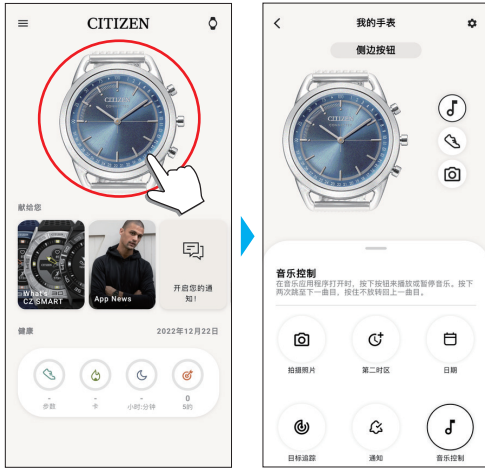 CITIZEN
CITIZEN
献给您
What's
CZ SMART
App News
开启您的通
知！
健康
2022年12月22日
-
步数
-
卡
-
小时:分钟
0
5的
我的手表
侧边按钮
CITIZEN
音乐控制
在音乐应用程序打开时，按下按钮来播放或暂停音乐。按下
两次跳至下一曲目，按住不放转回上一曲目。
拍摄照片
第二时区
日期
目标追踪
通知
音乐控制